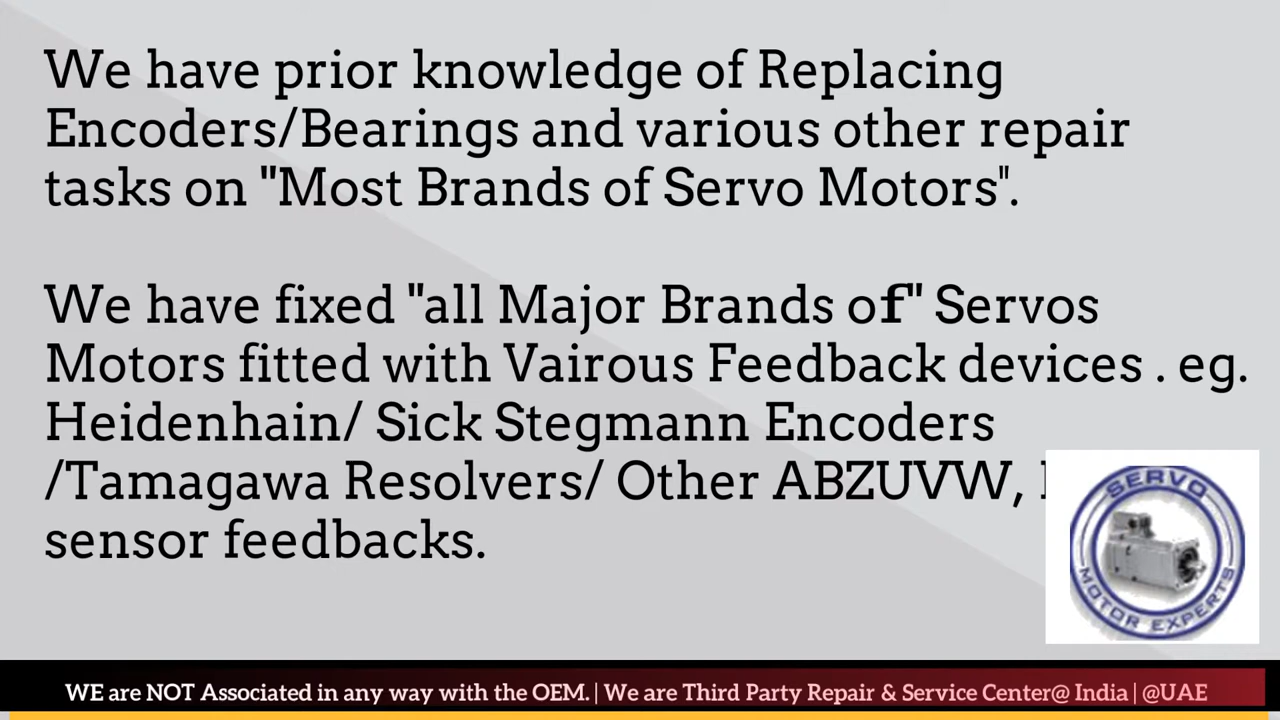 We have prior knowledge of Replacing
Encoders/Bearings and various other repair
tasks on "Most Brands of Servo Motors".
We have fixed "all Major Brands of" Servos
Motors fitted with Vairous Feedback devices . eg.
Heidenhain/ Sick Stegmann Encoders
/Tamagawa Resolvers/ Other ABZUVW,
sensor feedbacks.
SERVO
MOTOR EXPERTS
WE are NOT Associated in any way with the OEM. | We are Third Party Repair & Service Center@ India | @UAE